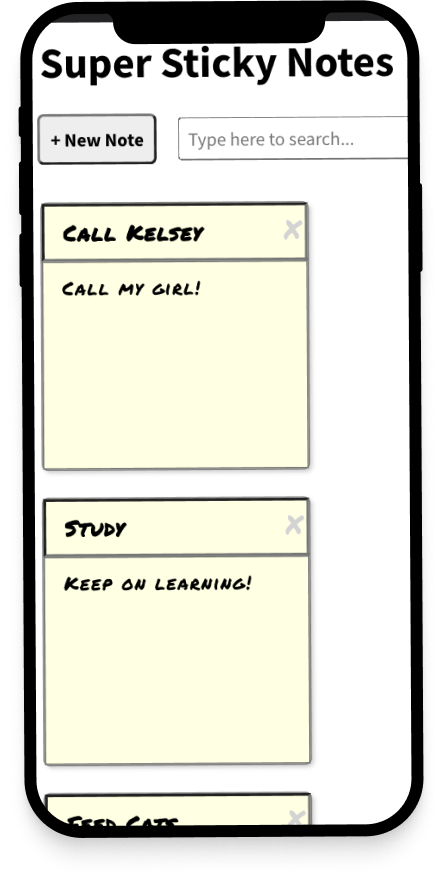 Super Sticky Notes
+ New Note
Type here to search...
Call Kelsey
Call my girl!
Study
Keep on learning!
Feed Cats